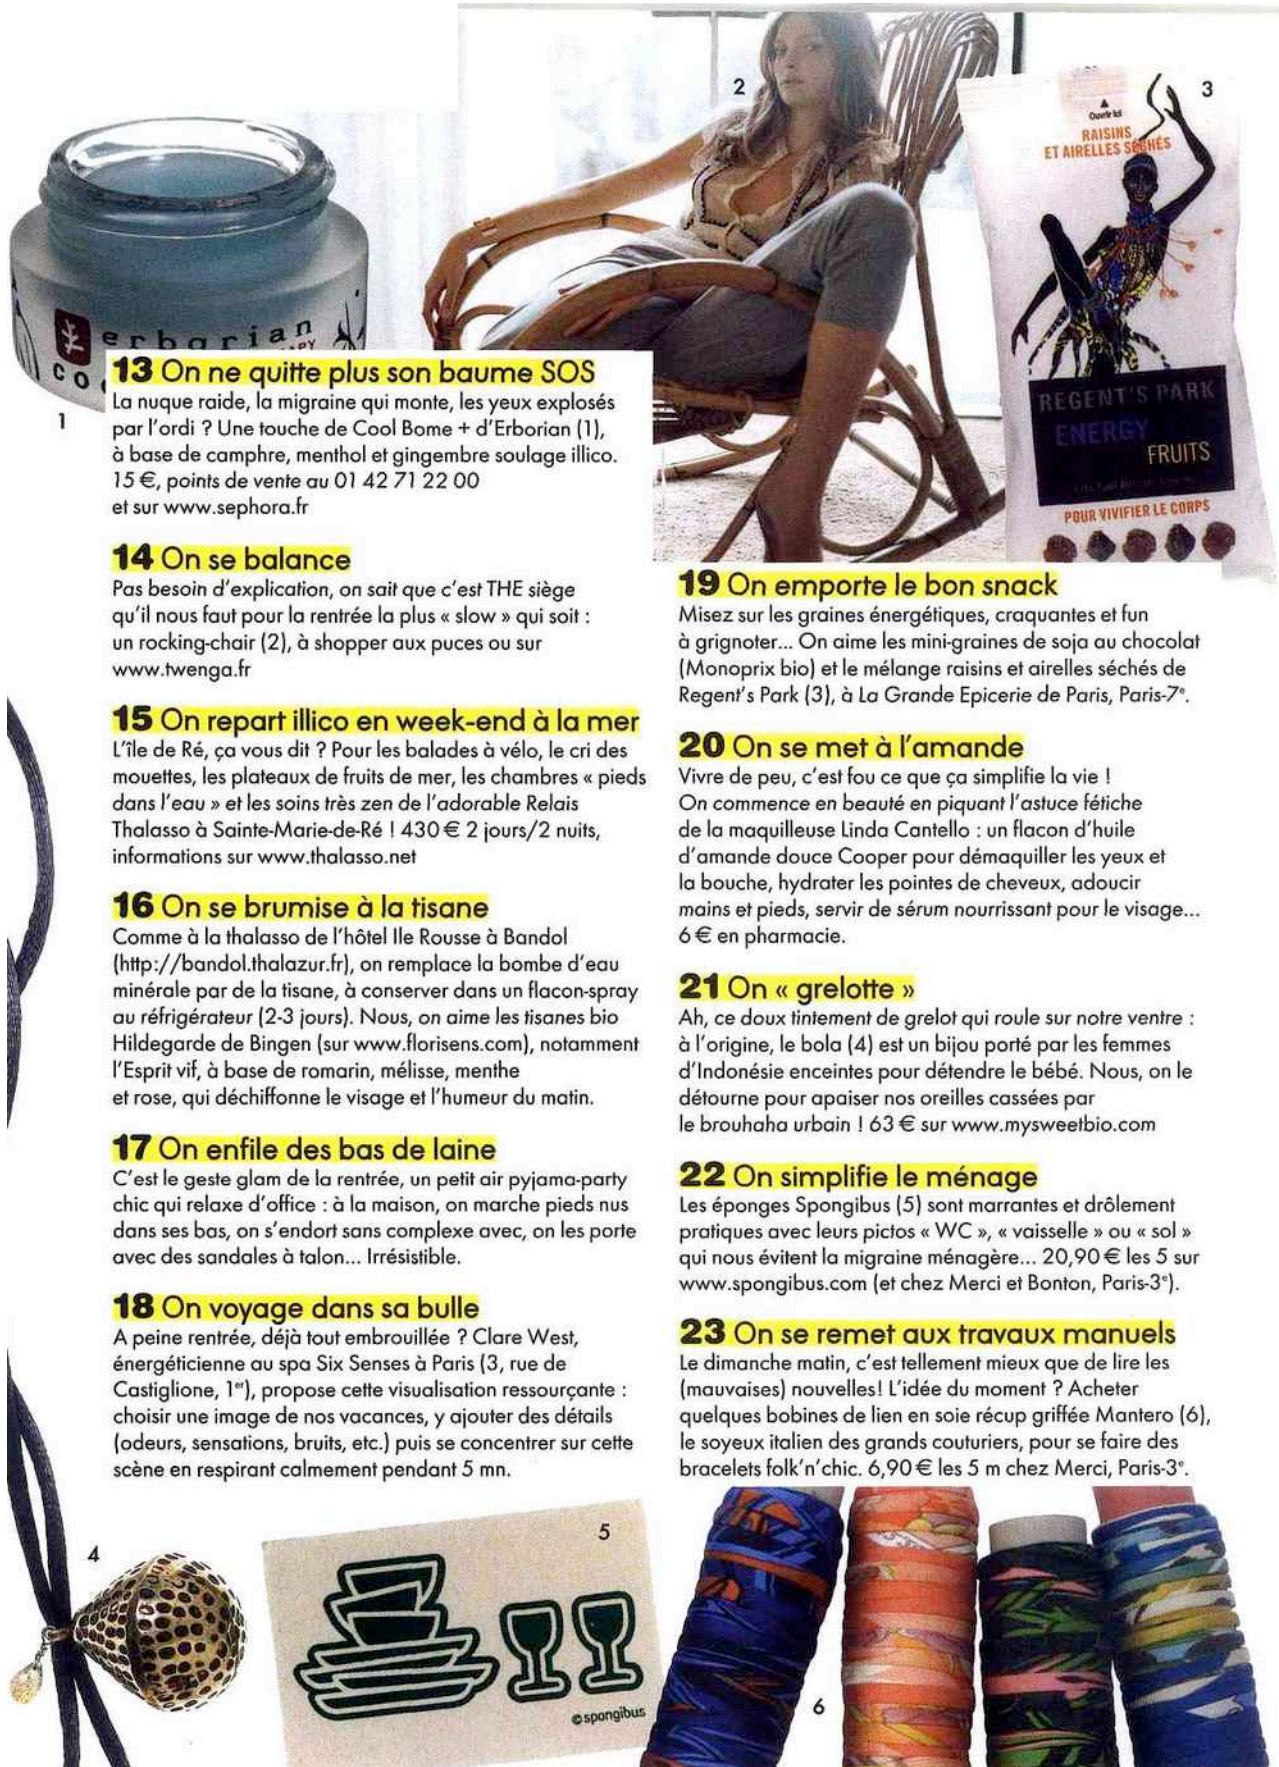 2
3
Ouvrir ici
RAISINS
ET AIRELLES SÉCHÉS
erborian
REGENT'S PARK
ENERGY
FRUITS
POUR VIVIFIER LE CORPS
1
13 On ne quitte plus son baume SOS
La nuque raide, la migraine qui monte, les yeux explosés
par l'ordi ? Une touche de Cool Bome + d'Erborian (1),
à base de camphre, menthol et gingembre soulage illico.
15 €, points de vente au 01 42 71 22 00
et sur www.sephora.fr
14 On se balance
Pas besoin d'explication, on sait que c'est THE siège
qu'il nous faut pour la rentrée la plus « slow » qui soit :
un rocking-chair (2), à shopper aux puces ou sur
www.twenga.fr
15 On repart illico en week-end à la mer
L'île de Ré, ça vous dit ? Pour les balades à vélo, le cri des
mouettes, les plateaux de fruits de mer, les chambres « pieds
dans l'eau » et les soins très zen de l'adorable Relais
Thalasso à Sainte-Marie-de-Ré ! 430 € 2 jours/2 nuits,
informations sur www.thalasso.net
16 On se brumise à la tisane
Comme à la thalasso de l'hôtel Ile Rousse à Bandol
(http://bandol.thalazur.fr), on remplace la bombe d'eau
minérale par de la tisane, à conserver dans un flacon-spray
au réfrigérateur (2-3 jours). Nous, on aime les tisanes bio
Hildegarde de Bingen (sur www.florisens.com), notamment
l'Esprit vif, à base de romarin, mélisse, menthe
et rose, qui déchiffonne le visage et l'humeur du matin.
17 On enfile des bas de laine
C'est le geste glam de la rentrée, un petit air pyjama-party
chic qui relaxe d'office : à la maison, on marche pieds nus
dans ses bas, on s'endort sans complexe avec, on les porte
avec des sandales à talon... Irrésistible.
18 On voyage dans sa bulle
A peine rentrée, déjà tout embrouillée ? Clare West,
énergéticienne au spa Six Senses à Paris (3, rue de
Castiglione, 1er), propose cette visualisation ressourçante :
choisir une image de nos vacances, y ajouter des détails
(odeurs, sensations, bruits, etc.) puis se concentrer sur cette
scène en respirant calmement pendant 5 mn.
19 On emporte le bon snack
Misez sur les graines énergétiques, craquantes et fun
à grignoter... On aime les mini-graines de soja au chocolat
(Monoprix bio) et le mélange raisins et airelles séchés de
Regent's Park (3), à La Grande Epicerie de Paris, Paris-7e.
20 On se met à l'amande
Vivre de peu, c'est fou ce que ça simplifie la vie !
On commence en beauté en piquant l'astuce fétiche
de la maquilleuse Linda Cantello : un flacon d'huile
d'amande douce Cooper pour démaquiller les yeux et
la bouche, hydrater les pointes de cheveux, adoucir
mains et pieds, servir de sérum nourrissant pour le visage...
6 € en pharmacie.
21 On « grelotte »
Ah, ce doux tintement de grelot qui roule sur notre ventre :
à l'origine, le bola (4) est un bijou porté par les femmes
d'Indonésie enceintes pour détendre le bébé. Nous, on le
détourne pour apaiser nos oreilles cassées par
le brouhaha urbain ! 63 € sur www.mysweetbio.com
22 On simplifie le ménage
Les éponges Spongibus (5) sont marrantes et drôlement
pratiques avec leurs pictos « WC », « vaisselle » ou « sol »
qui nous évitent la migraine ménagère... 20,90 € les 5 sur
www.spongibus.com (et chez Merci et Bonton, Paris-3e).
23 On se remet aux travaux manuels
Le dimanche matin, c'est tellement mieux que de lire les
(mauvaises) nouvelles! L'idée du moment ? Acheter
quelques bobines de lien en soie récup griffée Mantero (6),
le soyeux italien des grands couturiers, pour se faire des
bracelets folk'n'chic. 6,90 € les 5 m chez Merci, Paris-3e.
4
5
©spongibus
6